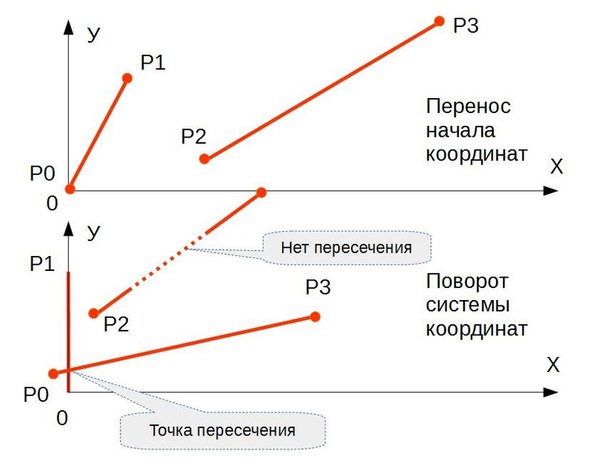 У
P1
P3
P2
Перенос
начала
координат
P0
X
0
У
Нет пересечения
P1
P3
Поворот
системы
координат
P2
X
P0
0
Точка пересечения